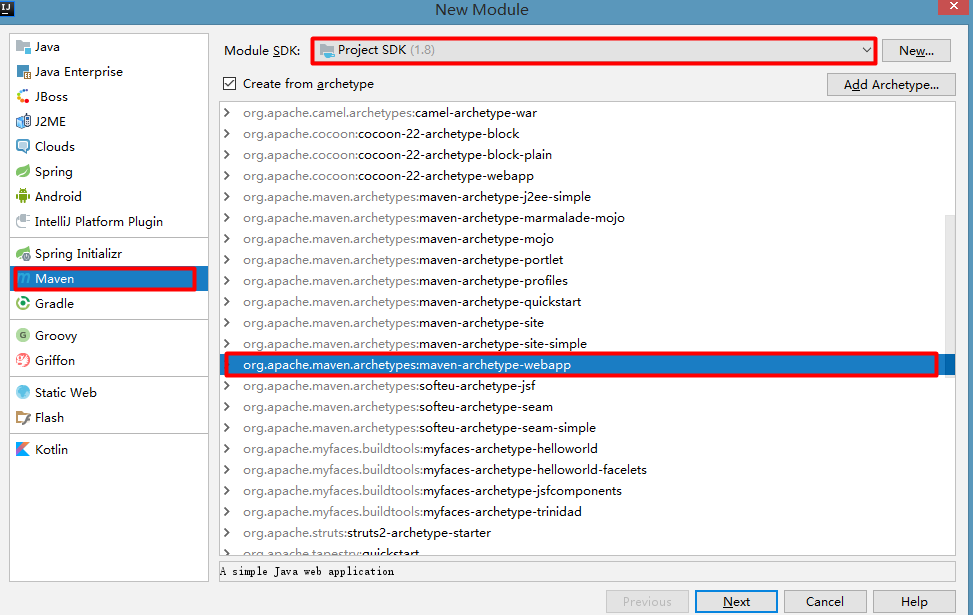 New Module
Java
Java Enterprise
JBoss
J2ME
Clouds
Spring
Android
IntelliJ Platform Plugin
Spring Initializr
Maven
Gradle
Groovy
Griffon
Static Web
Flash
Kotlin
Module SDK: Project SDK (1.8) New...
Create from archetype Add Archetype...
org.apache.camel.archetypes:camel-archetype-war
org.apache.cocoon:cocoon-22-archetype-block
org.apache.cocoon:cocoon-22-archetype-block-plain
org.apache.cocoon:cocoon-22-archetype-webapp
org.apache.maven.archetypes:maven-archetype-j2ee-simple
org.apache.maven.archetypes:maven-archetype-marmalade-mojo
org.apache.maven.archetypes:maven-archetype-mojo
org.apache.maven.archetypes:maven-archetype-portlet
org.apache.maven.archetypes:maven-archetype-profiles
org.apache.maven.archetypes:maven-archetype-quickstart
org.apache.maven.archetypes:maven-archetype-site
org.apache.maven.archetypes:maven-archetype-site-simple
org.apache.maven.archetypes:maven-archetype-webapp
org.apache.maven.archetypes:softeu-archetype-jsf
org.apache.maven.archetypes:softeu-archetype-seam
org.apache.maven.archetypes:softeu-archetype-seam-simple
org.apache.myfaces.buildtools:myfaces-archetype-helloworld
org.apache.myfaces.buildtools:myfaces-archetype-helloworld-facelets
org.apache.myfaces.buildtools:myfaces-archetype-jsfcomponents
org.apache.myfaces.buildtools:myfaces-archetype-trinidad
org.apache.struts:struts2-archetype-starter
org.apache.tapestry:quickstart
A simple Java web application
Previous Next Cancel Help